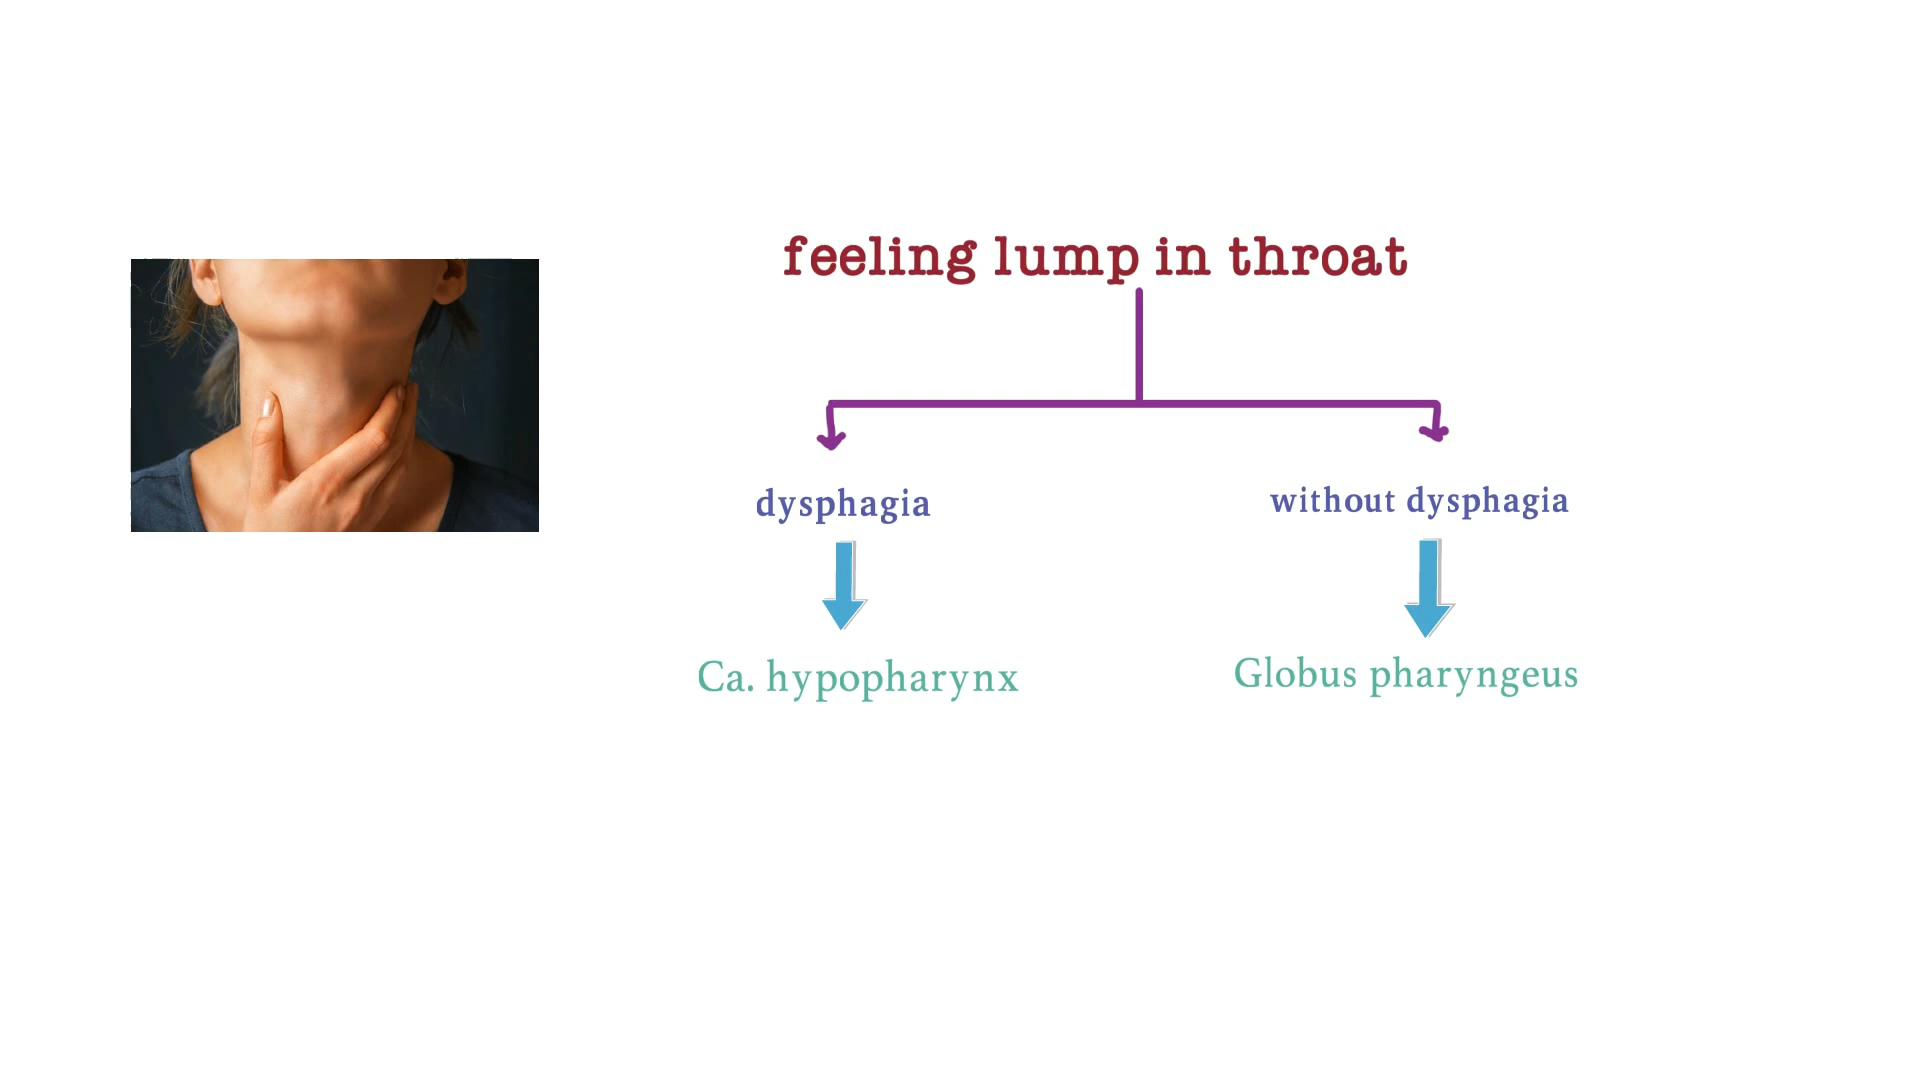 feeling lump in throat
dysphagia
without dysphagia
Ca. hypopharynx
Globus pharyngeus